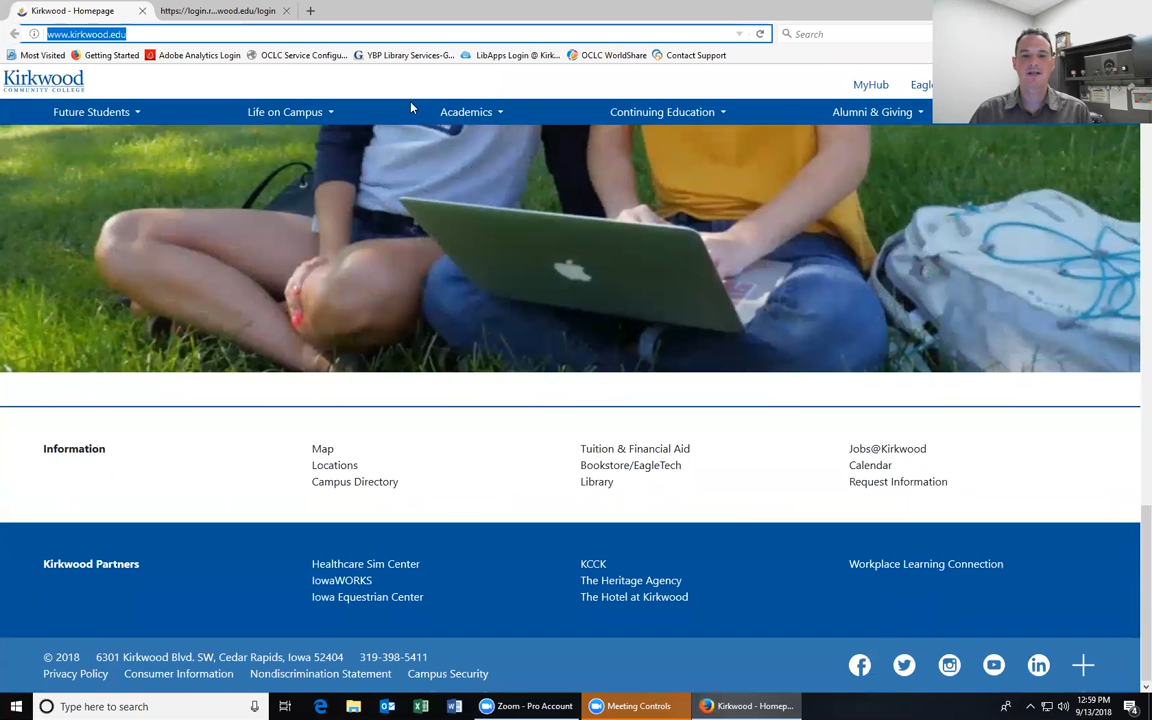 Kirkwood - Homepage
https://login.r...wood.edu/login
www.kirkwood.edu
Search
Most Visited
Getting Started
Adobe Analytics Login
OCLC Service Configu...
YBP Library Services-G...
LibApps Login @ Kirk...
OCLC WorldShare
Contact Support
Kirkwood
COMMUNITY COLLEGE
MyHub
Eagl
Future Students
Life on Campus
Academics
Continuing Education
Alumni & Giving
Information
Map
Locations
Campus Directory
Tuition & Financial Aid
Bookstore/EagleTech
Library
Jobs@Kirkwood
Calendar
Request Information
Kirkwood Partners
Healthcare Sim Center
IowaWORKS
Iowa Equestrian Center
KCCK
The Heritage Agency
The Hotel at Kirkwood
Workplace Learning Connection
© 2018 6301 Kirkwood Blvd. SW, Cedar Rapids, Iowa 52404 319-398-5411
Privacy Policy Consumer Information Nondiscrimination Statement Campus Security
Type here to search
Zoom - Pro Account
Meeting Controls
Kirkwood - Homep...
12:59 PM
9/13/2018
4